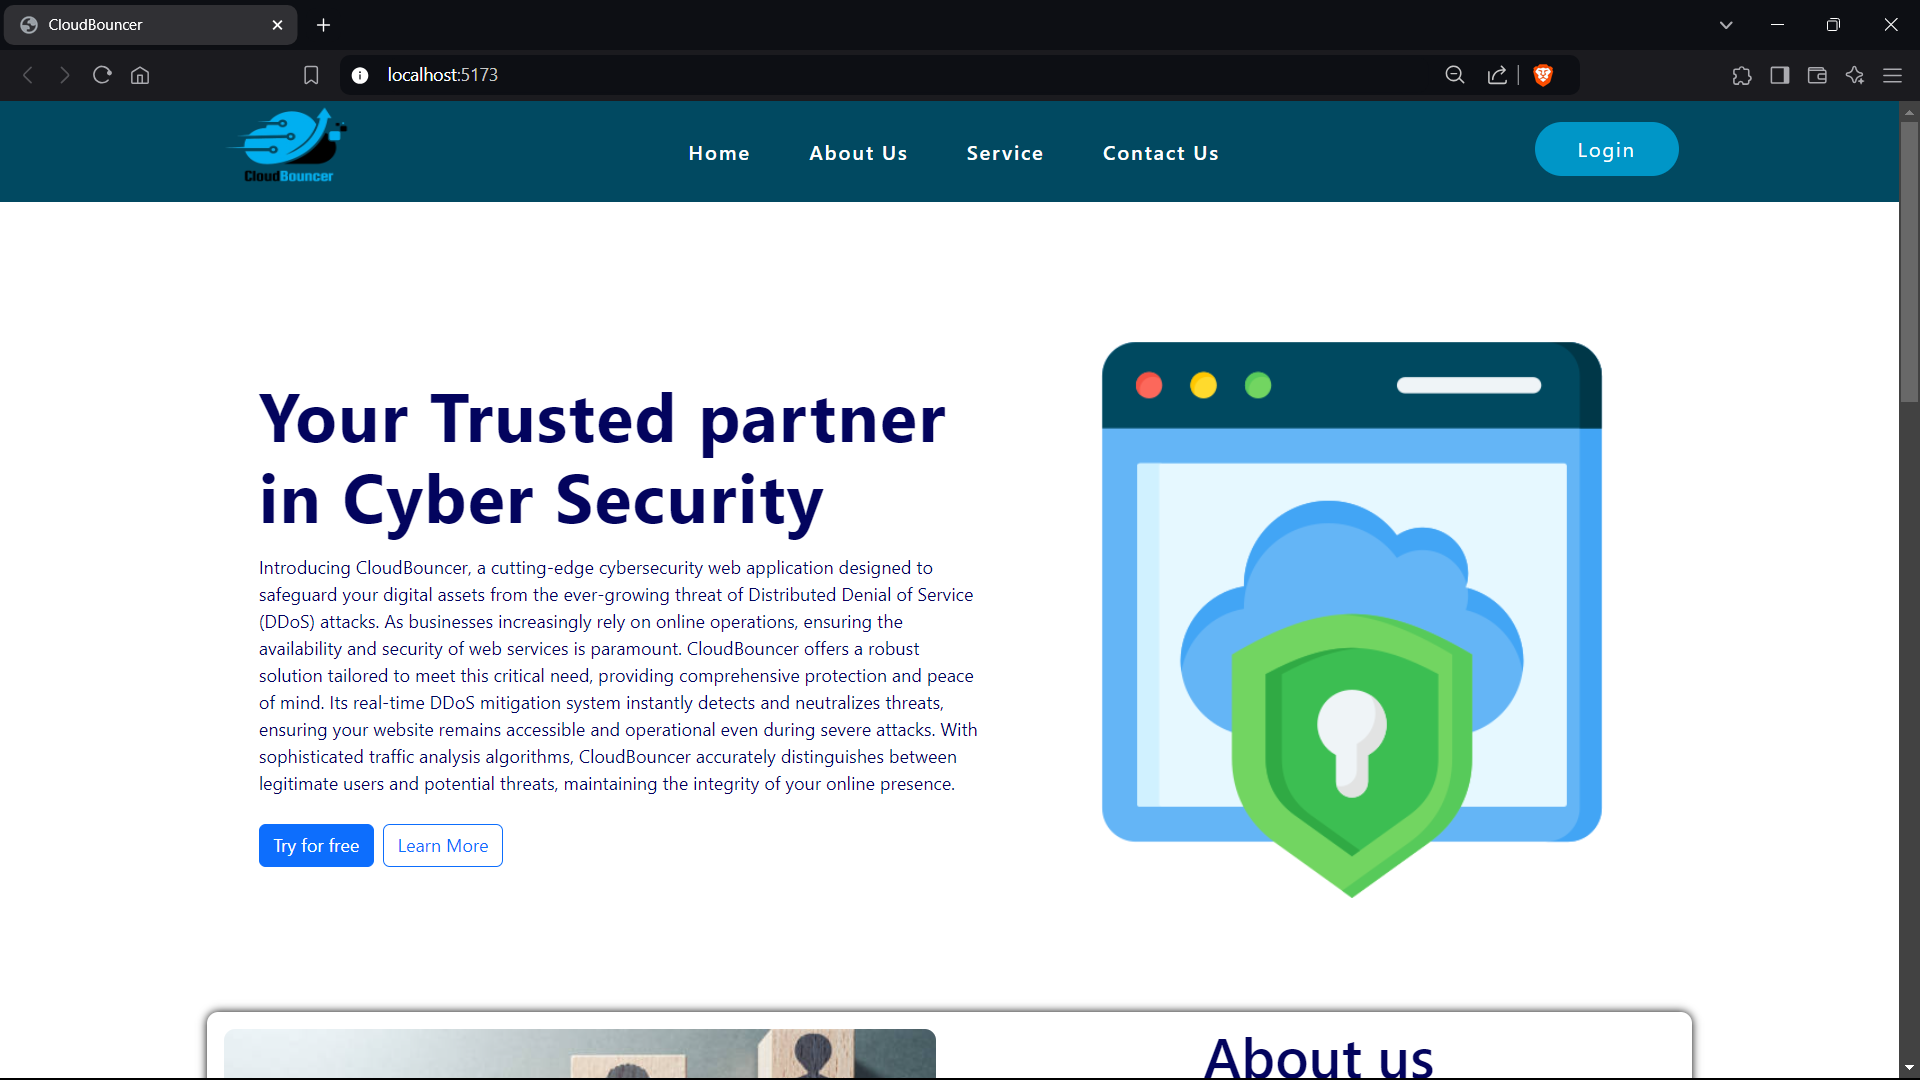 CloudBouncer
localhost:5173
CloudBouncer
Home
About Us
Service
Contact Us
Login
Your Trusted partner
in Cyber Security
Introducing CloudBouncer, a cutting-edge cybersecurity web application designed to
safeguard your digital assets from the ever-growing threat of Distributed Denial of Service
(DDoS) attacks. As businesses increasingly rely on online operations, ensuring the
availability and security of web services is paramount. CloudBouncer offers a robust
solution tailored to meet this critical need, providing comprehensive protection and peace
of mind. Its real-time DDoS mitigation system instantly detects and neutralizes threats,
ensuring your website remains accessible and operational even during severe attacks. With
sophisticated traffic analysis algorithms, CloudBouncer accurately distinguishes between
legitimate users and potential threats, maintaining the integrity of your online presence.
Try for free
Learn More
About us